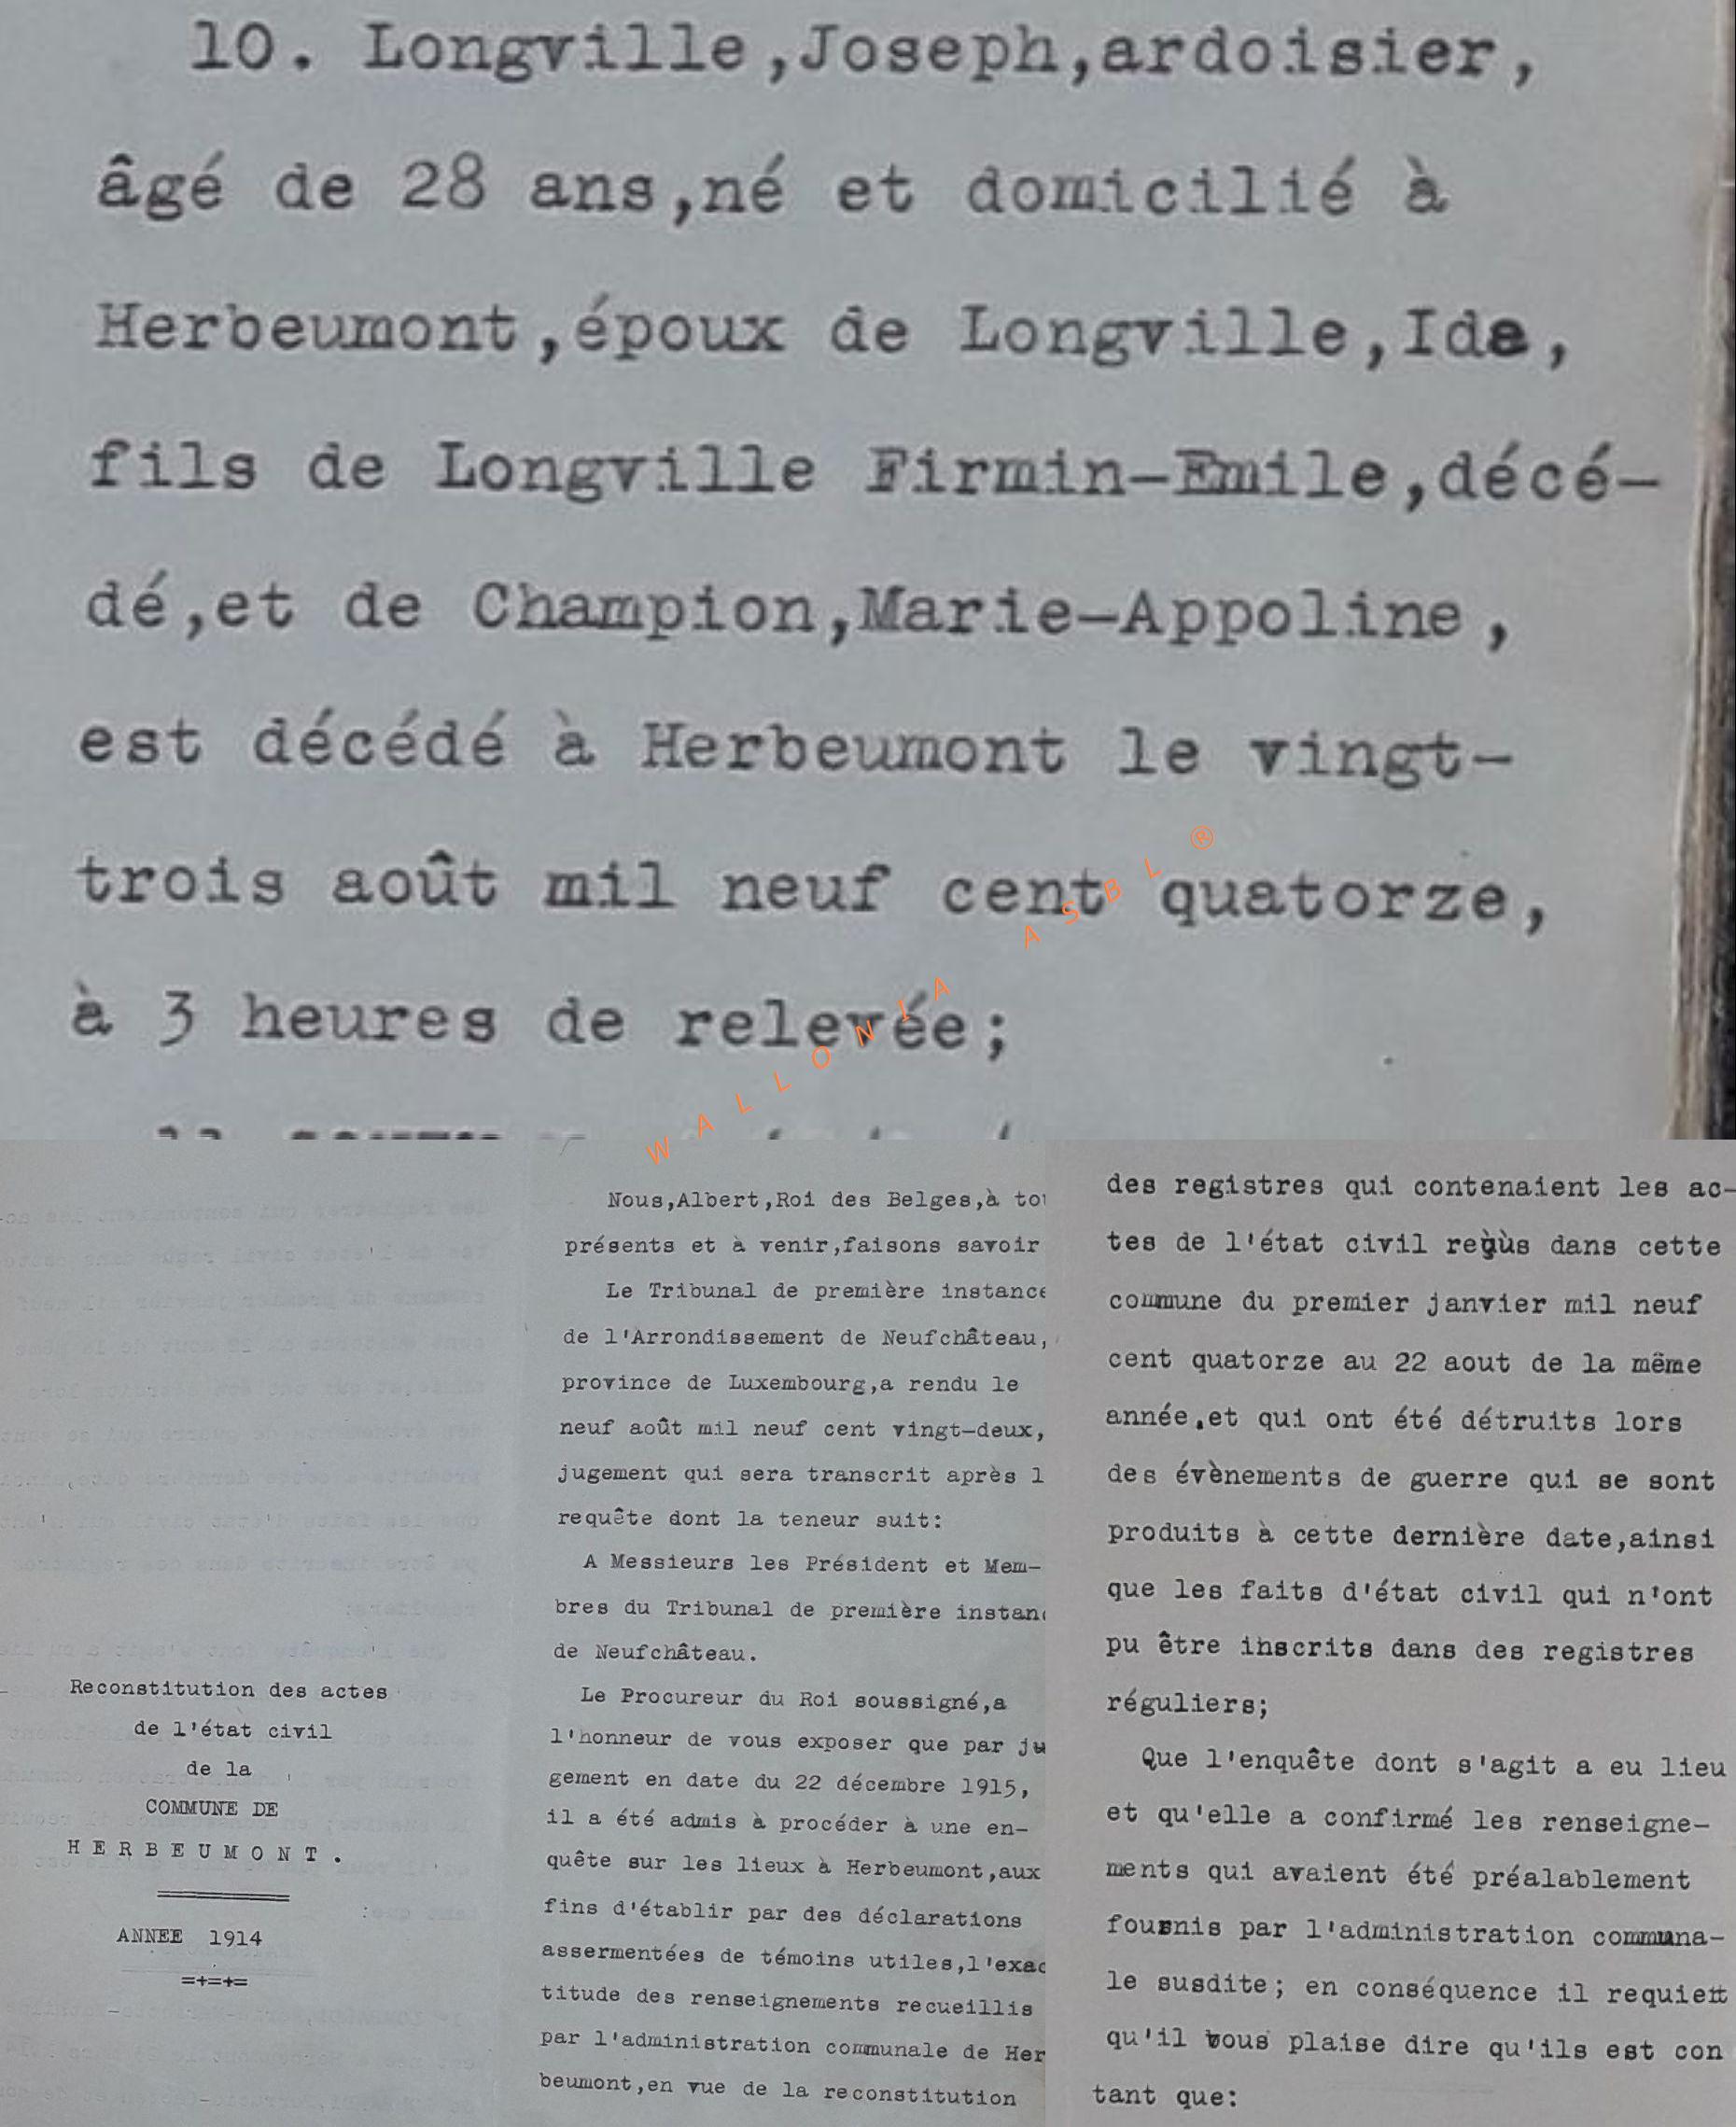 10. Longville,Joseph,ardoisier,
âgé de 28 ans,né et domicilié à
Herbeumont,époux de Longville,Ida,
fils de Longville Firmin-Emile,décé-
dé,et de Champion,Marie-Appoline,
est décédé à Herbeumont le vingt-
trois août mil neuf cent quatorze,
à 3 heures de relevée;
WALLONIA ASBL ®
Reconstitution des actes
de l'état civil
de la
COMMUNE DE
HERBEUMONT.
ANNEE 1914
=+=+=
Nous,Albert,Roi des Belges,à
présents et à venir,faisons savoir
Le Tribunal de première instance
de l'Arrondissement de Neufchâteau,
province de Luxembourg,a rendu le
neuf août mil neuf cent vingt-deux,
jugement qui sera transcrit après l
requête dont la teneur suit:
A Messieurs les Président et Mem-
bres du Tribunal de première instan
de Neufchâteau.
Le Procureur du Roi soussigné,a
l'honneur de vous exposer que par ju
gement en date du 22 décembre 1915,
il a été admis à procéder à une en-
quête sur les lieux à Herbeumont,aux
fins d'établir par des déclarations
assermentées de témoins utiles,l'exac
titude des renseignements recueillis
par l'administration communale de Her
beumont,en vue de la reconstitution
des registres qui contenaient les ac-
tes de l'état civil reçùs dans cette
commune du premier janvier mil neuf
cent quatorze au 22 aout de la même
année,et qui ont été détruits lors
des évènements de guerre qui se sont
produits à cette dernière date,ainsi
que les faits d'état civil qui n'ont
pu être inscrits dans des registres
réguliers;
Que l'enquête dont s'agit a eu lieu
et qu'elle a confirmé les renseigne-
ments qui avaient été préalablement
fournis par l'administration communa-
le susdite; en conséquence il requiert
qu'il vous plaise dire qu'ils est con
tant que: